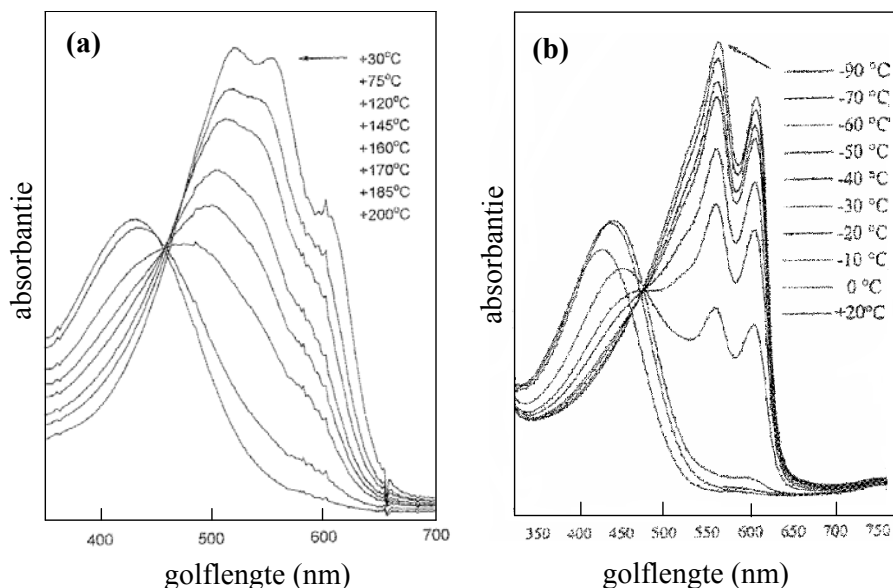 (a)
+30°C
+75°C
+120°C
+145°C
+160°C
+170°C
+185°C
+200°C
absorbantie
400 500 600 700
golflengte (nm)
(b)
-90 °C
-70 °C
-60 °C
-50 °C
-40 °C
-30 °C
-20 °C
-10 °C
0 °C
+20°C
absorbantie
350 400 450 500 550 600 650 700 750
golflengte (nm)